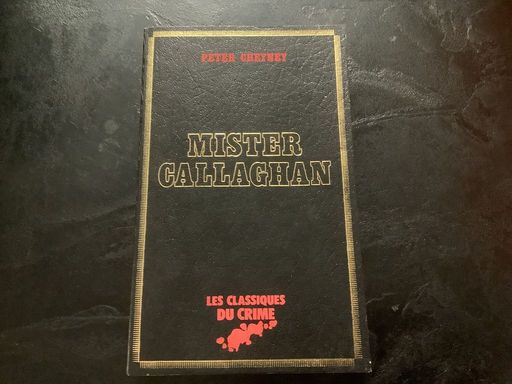 PETER CHEYNEY
MISTER
CALLAGHAN
LES CLASSIQUES
DU CRIME